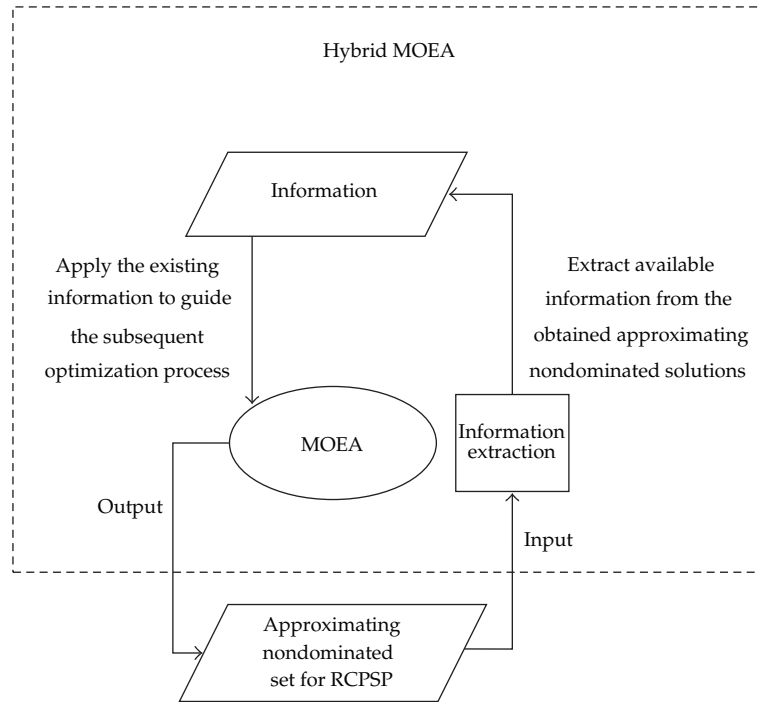 Hybrid MOEA
Information
Apply the existing
information to guide
the subsequent
optimization process
Extract available
information from the
obtained approximating
nondominated solutions
MOEA
Information
extraction
Output
Input
Approximating
nondominated
set for RCPSP